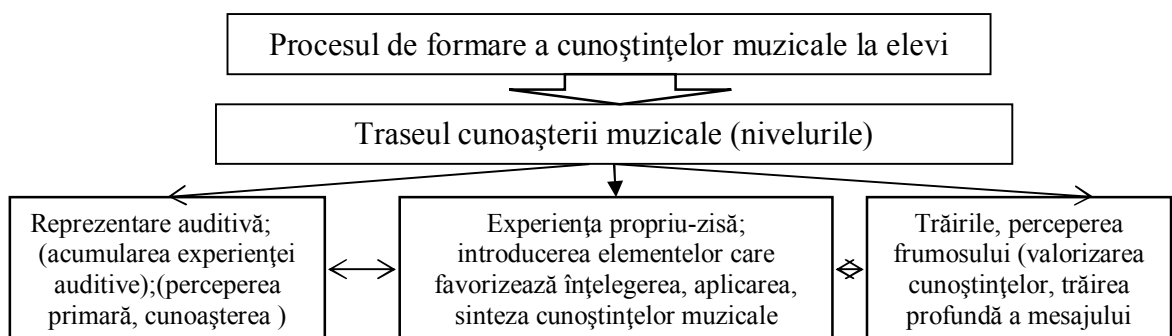 Procesul de formare a cunoştinţelor muzicale la elevi
Traseul cunoaşterii muzicale (nivelurile)
Reprezentare auditivă;
(acumularea experienţei
auditive);(perceperea
primară, cunoaşterea )
Experienţa propriu-zisă;
introducerea elementelor care
favorizează înţelegerea, aplicarea,
sinteza cunoştinţelor muzicale
Trăirile, perceperea
frumosului (valorizarea
cunoştinţelor, trăirea
profundă a mesajului